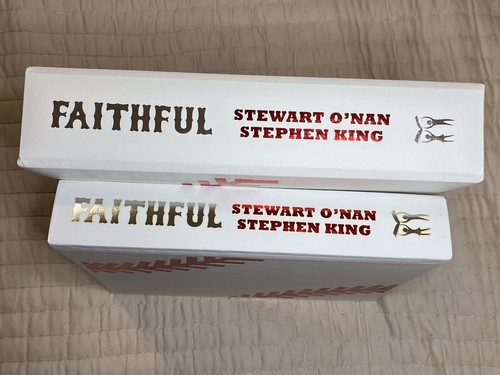 FAITHFUL
STEWART O'NAN
STEPHEN KING
FAITHFUL
STEWART O'NAN
STEPHEN KING